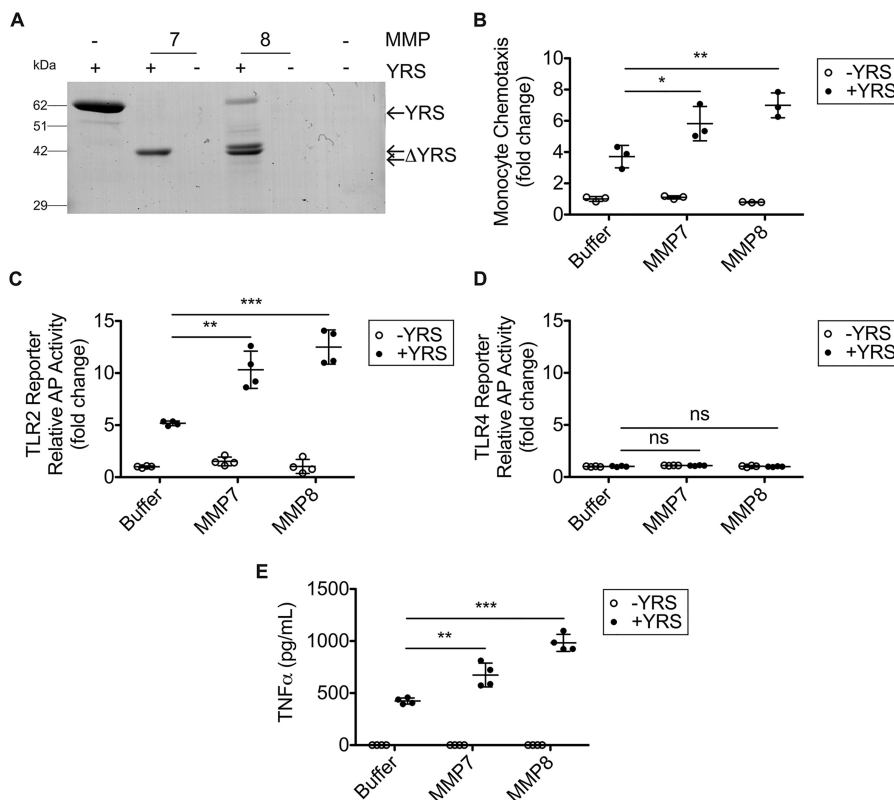 A
- 7 8 - MMP
+ + - + - - YRS
kDa
62
51
42
29
YRS
ΔYRS
B
Monocyte Chemotaxis
(fold change)
10
8
6
4
2
0
*
**
Buffer
MMP7
MMP8
-YRS
+YRS
C
TLR2 Reporter
Relative AP Activity
(fold change)
15
10
5
0
***
**
Buffer
MMP7
MMP8
-YRS
+YRS
D
TLR4 Reporter
Relative AP Activity
(fold change)
15
10
5
0
ns
ns
Buffer
MMP7
MMP8
-YRS
+YRS
E
TNFα (pg/mL)
1500
1000
500
0
***
**
Buffer
MMP7
MMP8
-YRS
+YRS